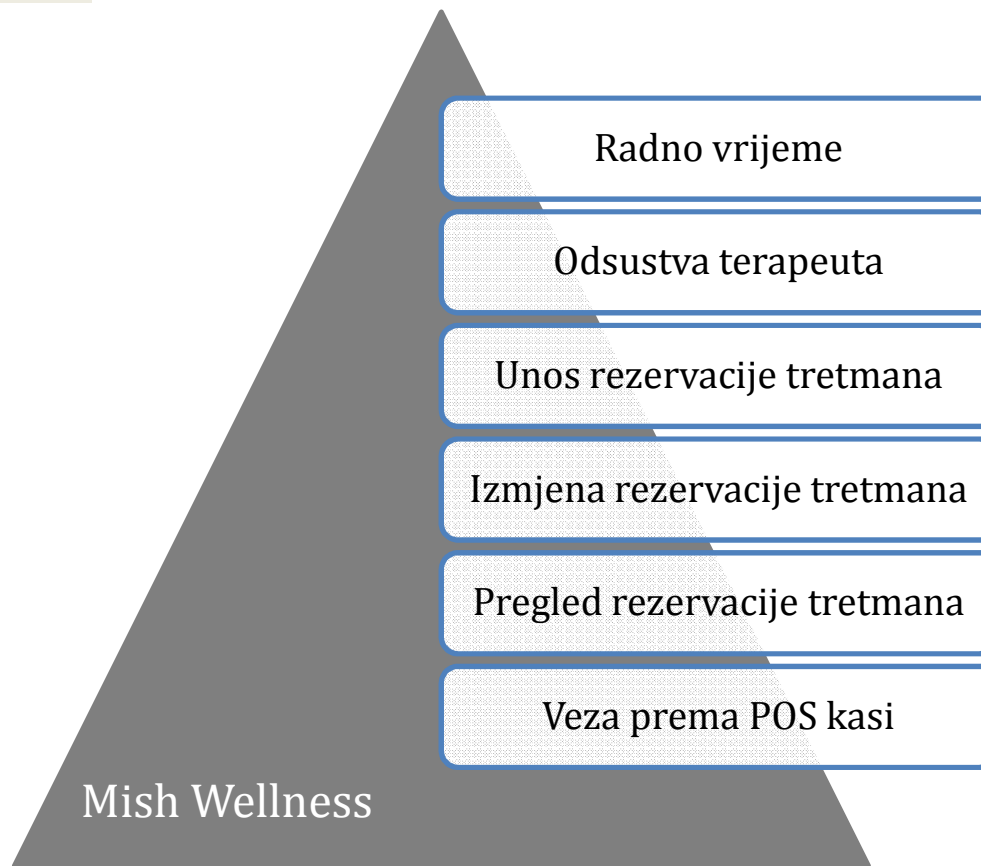 Radno vrijeme
Odsustva terapeuta
Unos rezervacije tretmana
Izmjena rezervacije tretmana
Pregled rezervacije tretmana
Veza prema POS kasi
Mish Wellness